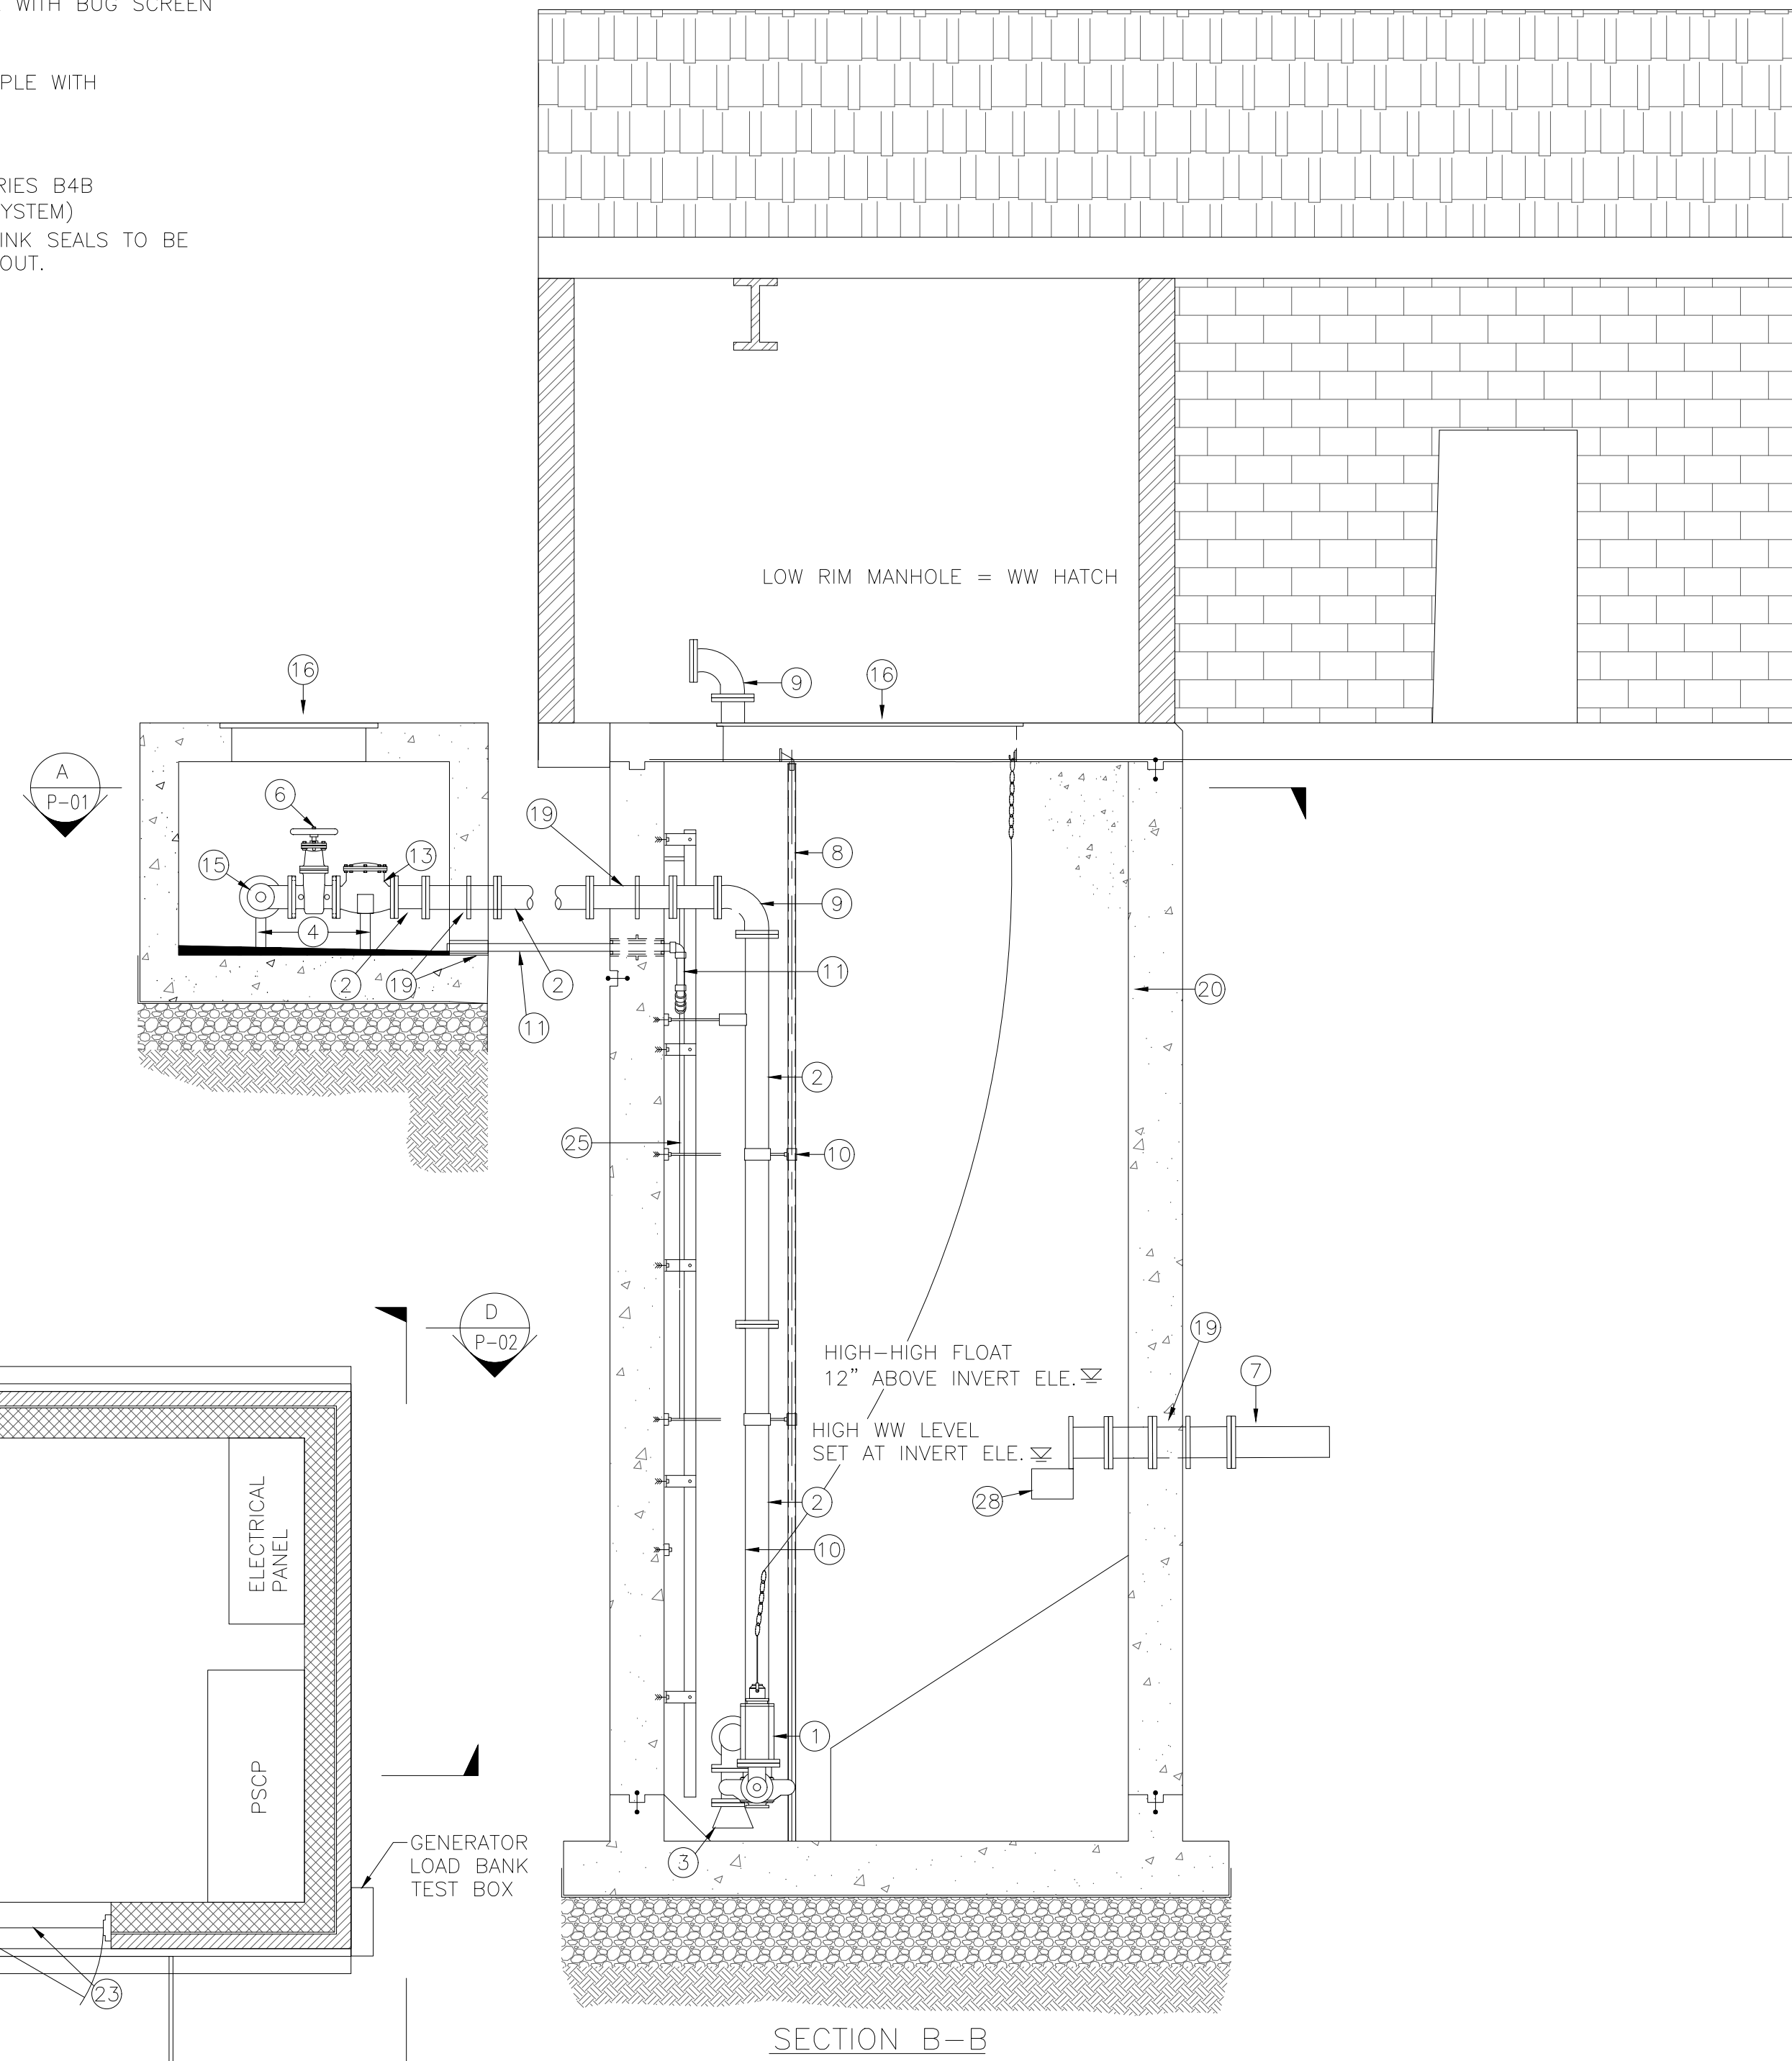 WITH BUG SCREEN
PLE WITH
RIES B4B
YSTEM)
INK SEALS TO BE
OUT.
LOW RIM MANHOLE = WW HATCH
16
9
16
A
P-01
6
19
8
15
13
9
4
2
19
2
11
11
20
2
25
10
D
P-02
HIGH-HIGH FLOAT
12" ABOVE INVERT ELE.
19
7
HIGH WW LEVEL
SET AT INVERT ELE.
28
2
10
ELECTRICAL
PANEL
1
PSCP
3
GENERATOR
LOAD BANK
TEST BOX
23
SECTION B-B